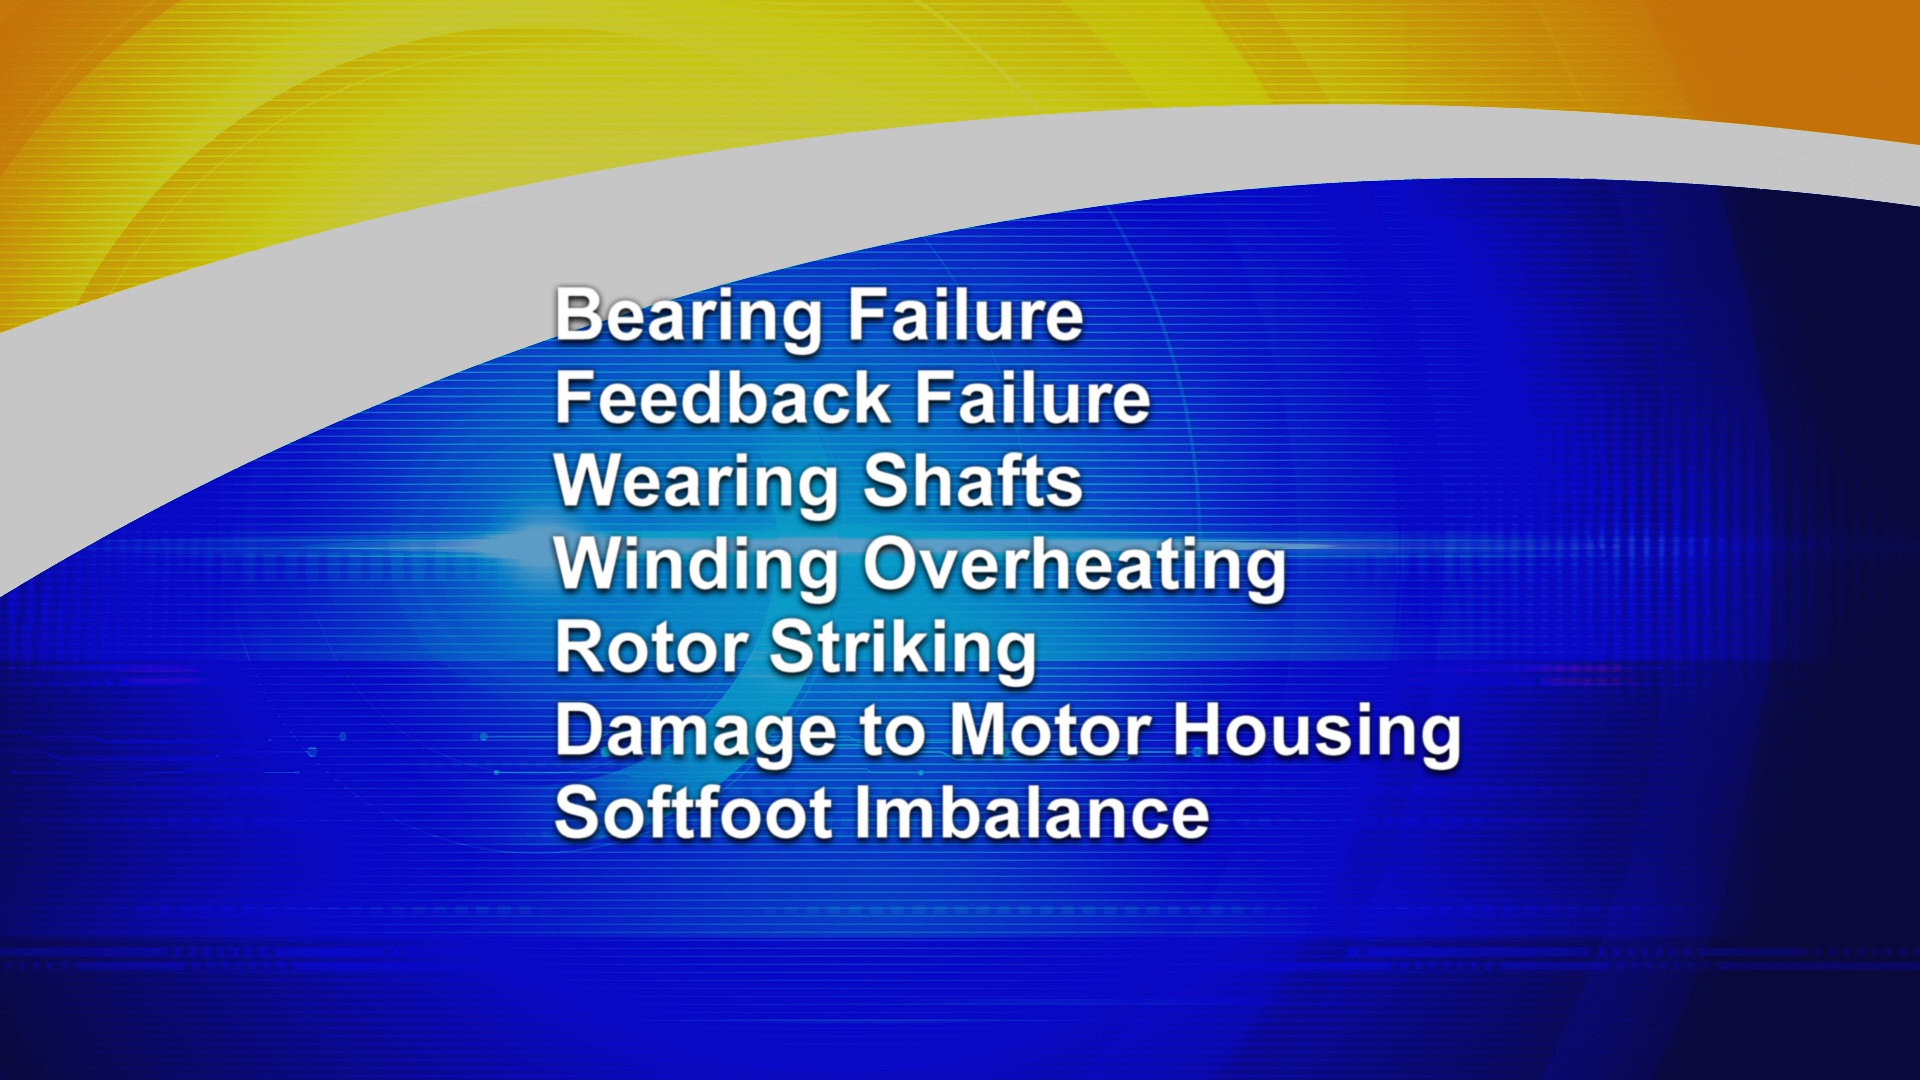 Bearing Failure
Feedback Failure
Wearing Shafts
Winding Overheating
Rotor Striking
Damage to Motor Housing
Softfoot Imbalance